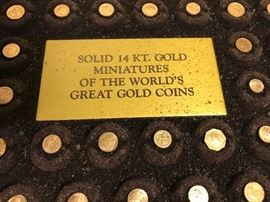 SOLID 14 KT. GOLD
MINIATURES
OF THE WORLD'S
GREAT GOLD COINS